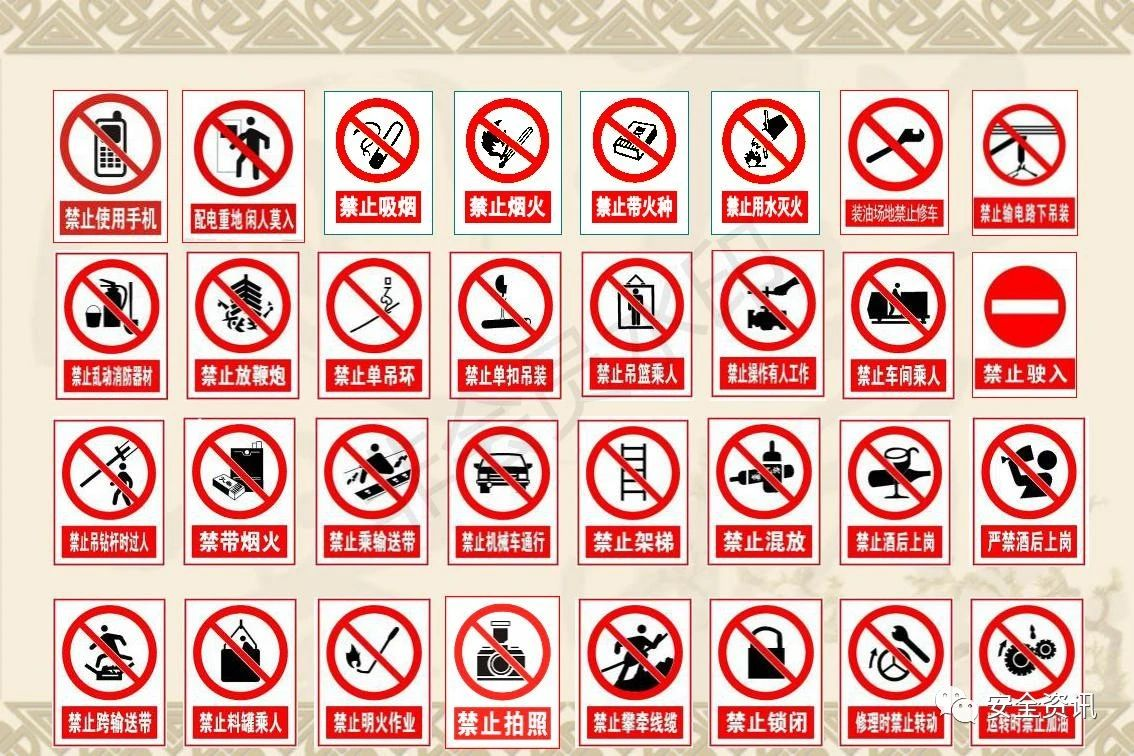 禁止使用手机
配电重地 闲人莫入
禁止吸烟
禁止烟火
禁止带火种
禁止用水灭火
装油场地禁止修车
禁止输电路下吊装
禁止乱动消防器材
禁止放鞭炮
禁止单吊环
禁止单扣吊装
禁止吊篮乘人
禁止操作有人工作
禁止车间乘人
禁止驶入
禁止吊钻杆时过人
禁带烟火
禁止乘输送带
禁止机械车通行
禁止架梯
禁止混放
禁止酒后上岗
严禁酒后上岗
禁止跨输送带
禁止料罐乘人
禁止明火作业
禁止拍照
禁止攀牵线缆
禁止锁闭
修理时禁止转动
运转时禁止加油
安全资讯
非会员水印